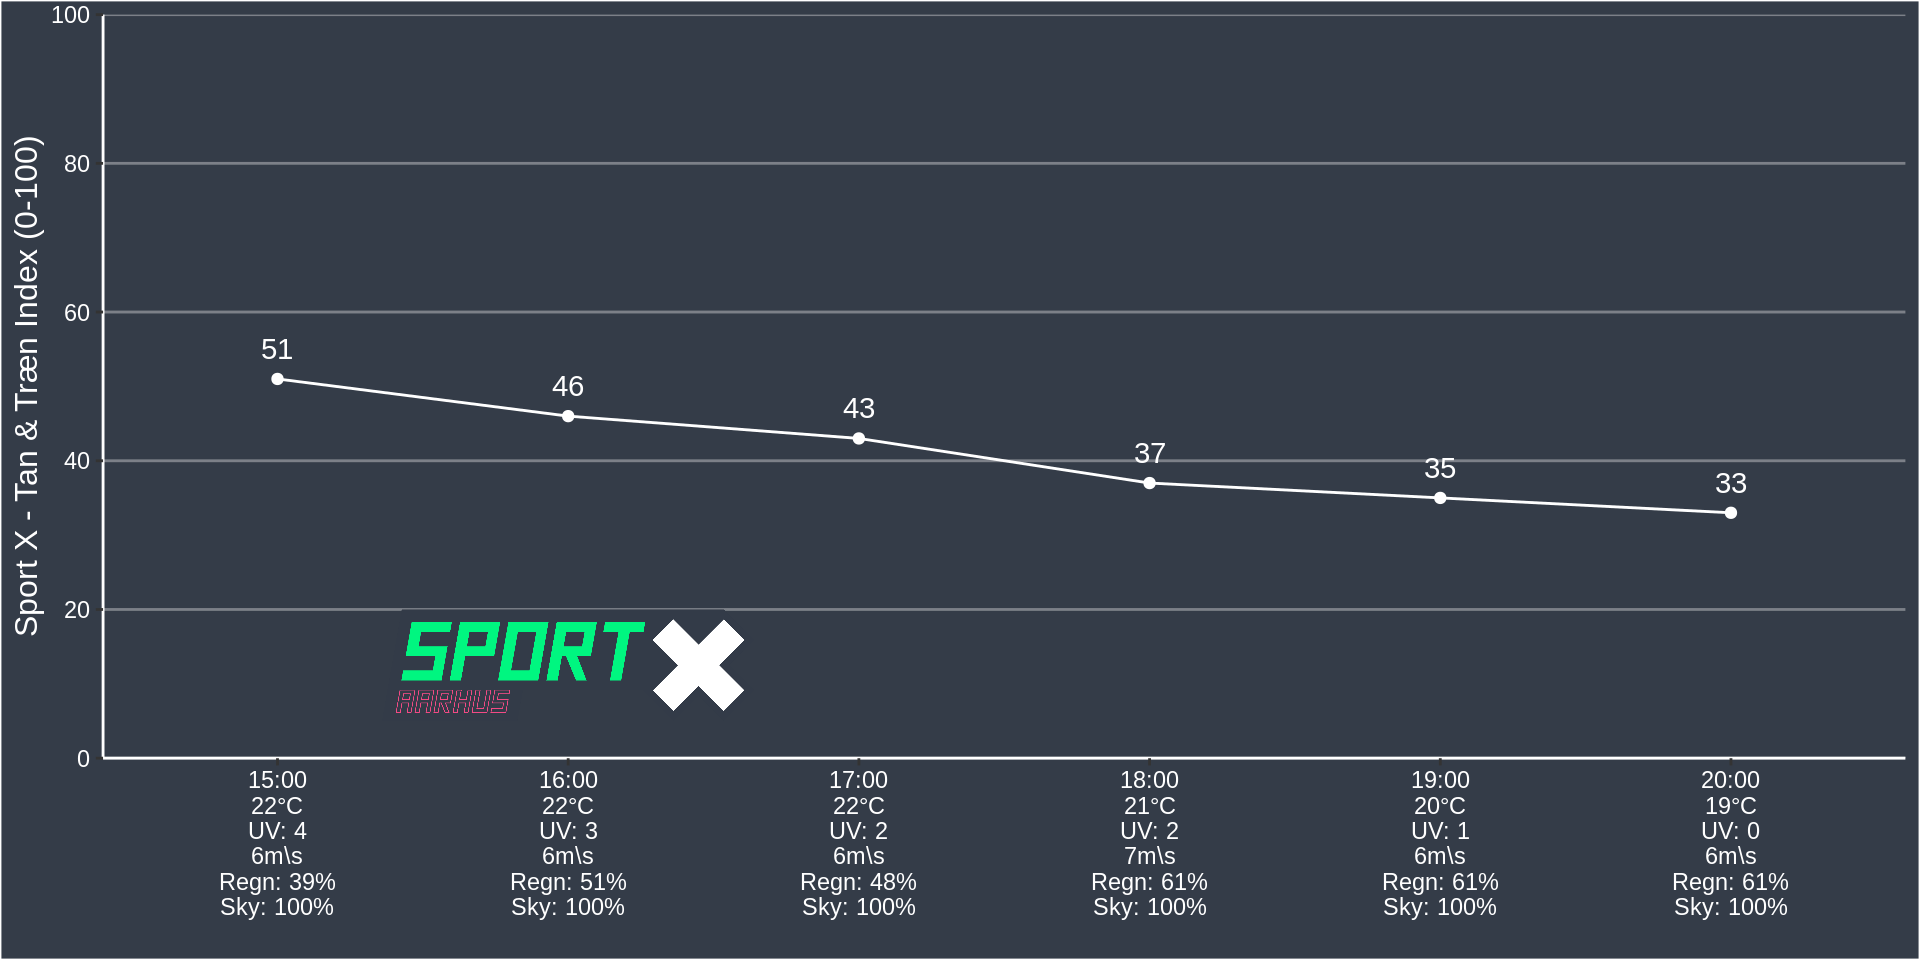 Sport X - Tan & Træn Index (0-100)
100
80
60
40
20
0
51
46
43
37
35
33
SPORT X
AARHUS
15:00
22°C
UV: 4
6m\s
Regn: 39%
Sky: 100%
16:00
22°C
UV: 3
6m\s
Regn: 51%
Sky: 100%
17:00
22°C
UV: 2
6m\s
Regn: 48%
Sky: 100%
18:00
21°C
UV: 2
7m\s
Regn: 61%
Sky: 100%
19:00
20°C
UV: 1
6m\s
Regn: 61%
Sky: 100%
20:00
19°C
UV: 0
6m\s
Regn: 61%
Sky: 100%